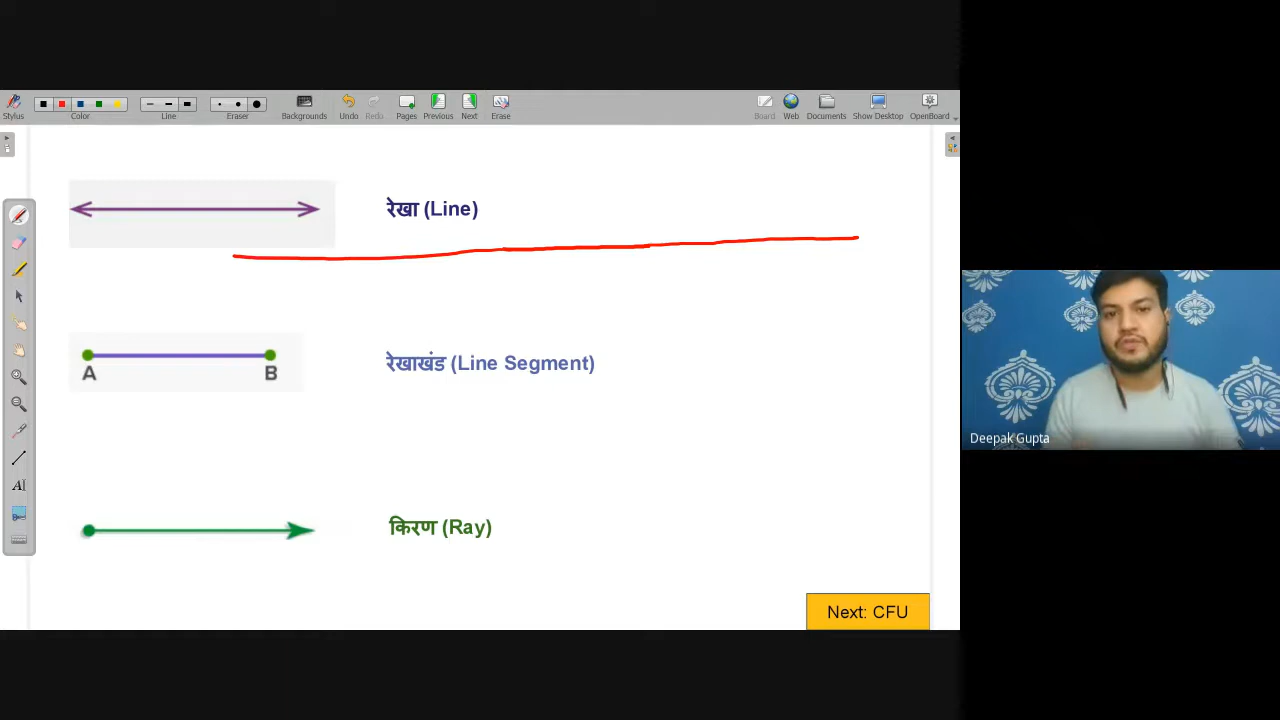 Stylus
Color
Line
Eraser
Backgrounds
Undo
Redo
Pages
Previous
Next
Erase
Board
Web
Documents
Show Desktop
OpenBoard
रेखा (Line)
A B
रेखाखंड (Line Segment)
किरण (Ray)
Next: CFU
Deepak Gupta